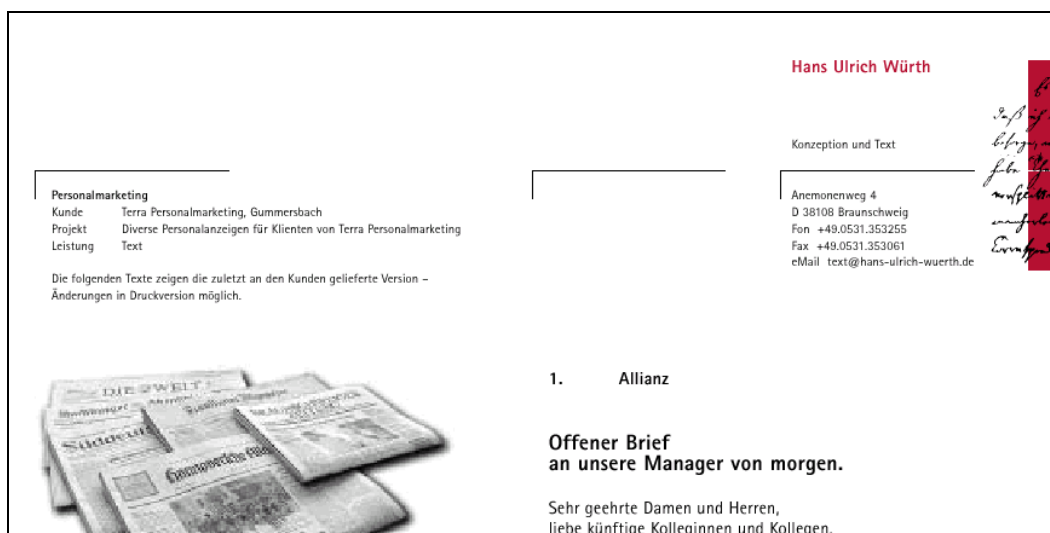 Hans Ulrich Würth
Konzeption und Text
Anemonenweg 4
D 38108 Braunschweig
Fon +49.0531.353255
Fax +49.0531.353061
eMail text@hans-ulrich-wuerth.de
Personalmarketing
Kunde Terra Personalmarketing, Gummersbach
Projekt Diverse Personalanzeigen für Klienten von Terra Personalmarketing
Leistung Text
Die folgenden Texte zeigen die zuletzt an den Kunden gelieferte Version –
Änderungen in Druckversion möglich.
DIE WELT
1. Allianz
Offener Brief
an unsere Manager von morgen.
Sehr geehrte Damen und Herren,
liebe künftige Kolleginnen und Kollegen,